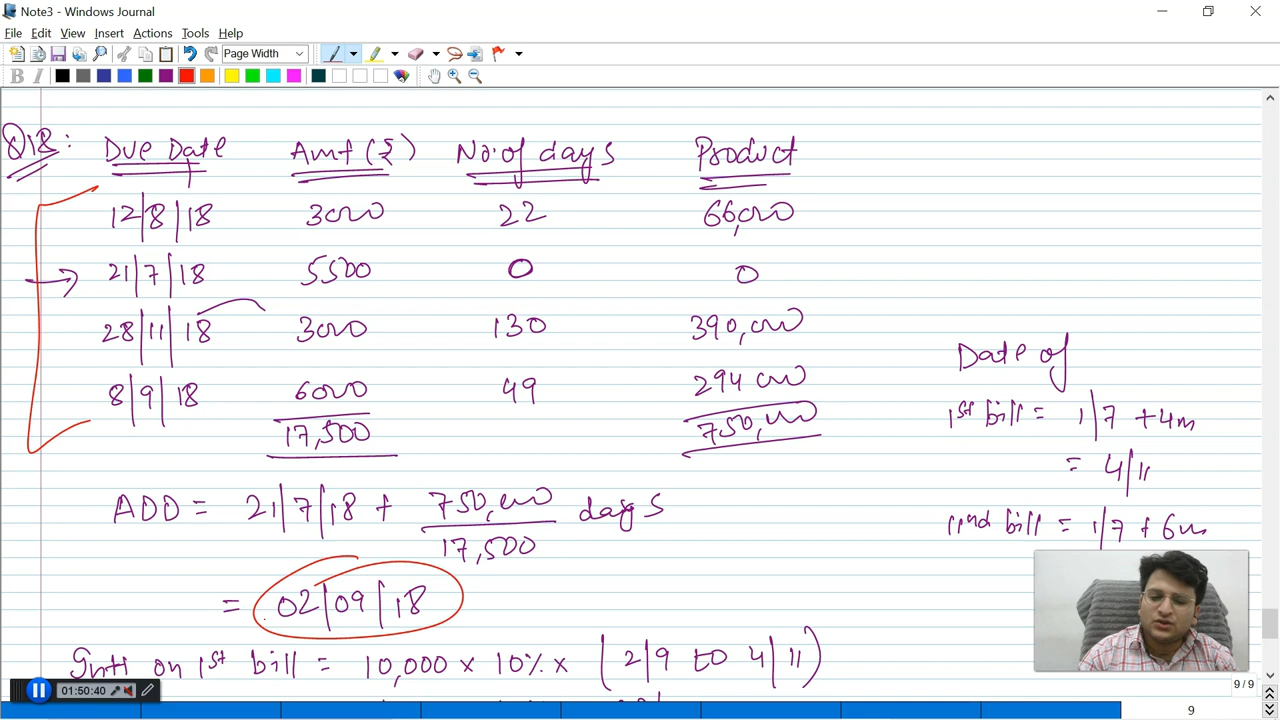 Note3 - Windows Journal
File Edit View Insert Actions Tools Help
Page Width
B I
Q18: Due Date Amt (₹) No. of days Product
12/8/18 3000 22 66,000
21/7/18 5500 0 0
28/11/18 3000 130 390,000
8/9/18 6000 49 294 000
17,500 750,000
Date of
1st bill = 1/7 + 4m
= 4/11
IInd bill = 1/7 + 6m
ADD = 21/7/18 + 750,000 days
17,500
= 02/09/18
Intt on 1st bill = 10,000 × 10% × (2/9 to 4/11)
01:50:40
9/9
9